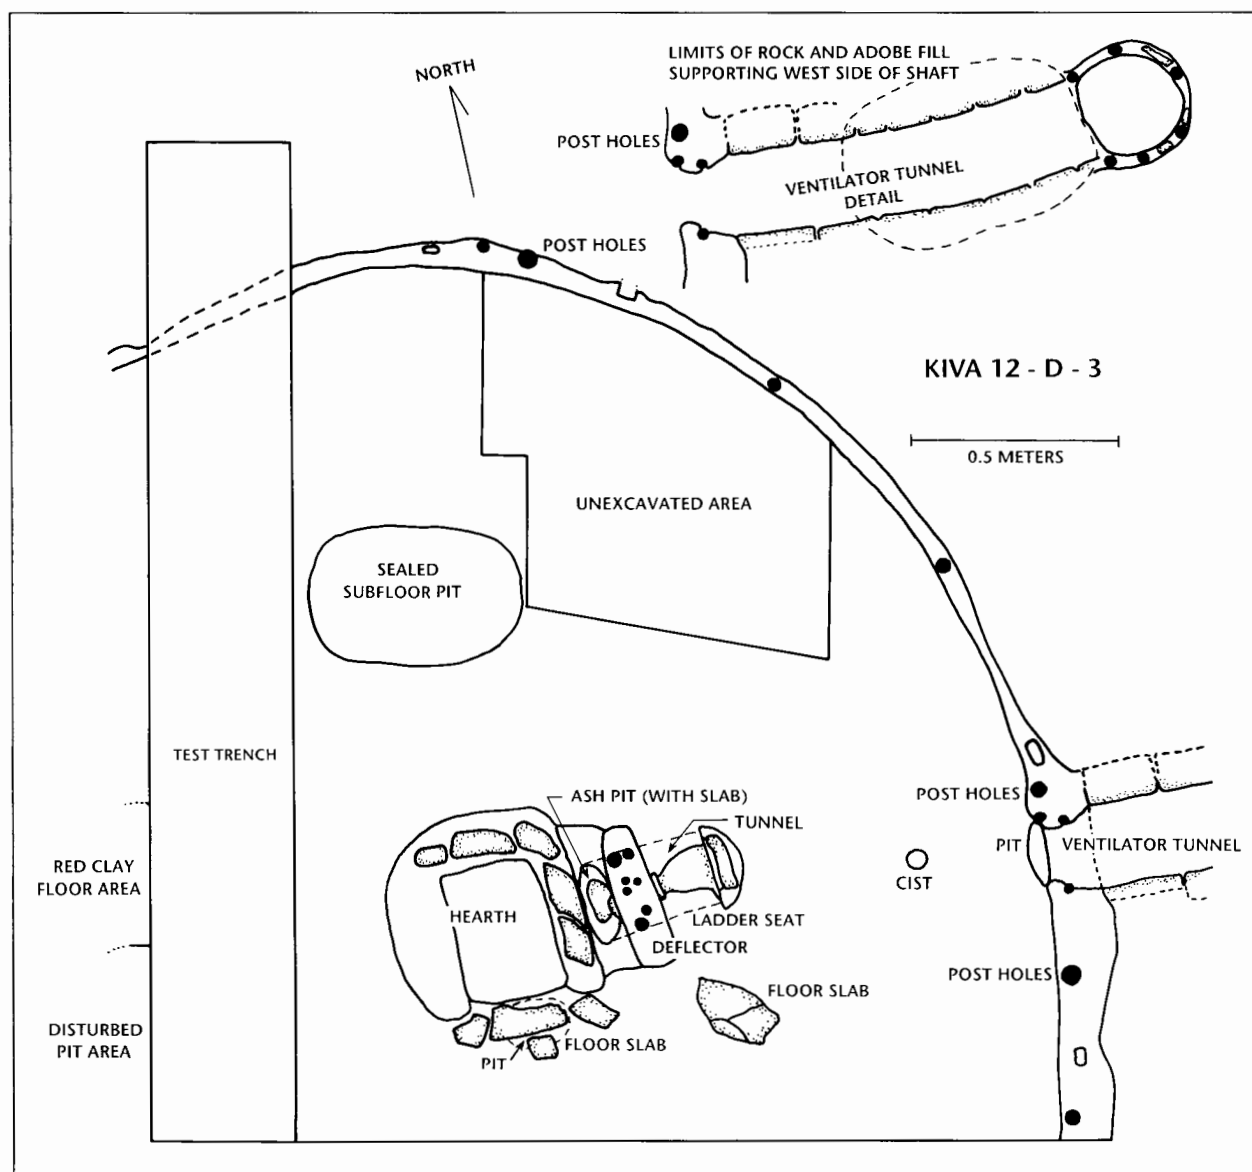 LIMITS OF ROCK AND ADOBE FILL
SUPPORTING WEST SIDE OF SHAFT
NORTH
POST HOLES
VENTILATOR TUNNEL
DETAIL
POST HOLES
KIVA 12 - D - 3
0.5 METERS
UNEXCAVATED AREA
SEALED
SUBFLOOR PIT
TEST TRENCH
ASH PIT (WITH SLAB)
TUNNEL
POST HOLES
PIT
VENTILATOR TUNNEL
RED CLAY
FLOOR AREA
CIST
HEARTH
LADDER SEAT
DEFLECTOR
POST HOLES
FLOOR SLAB
DISTURBED
PIT AREA
FLOOR SLAB
PIT